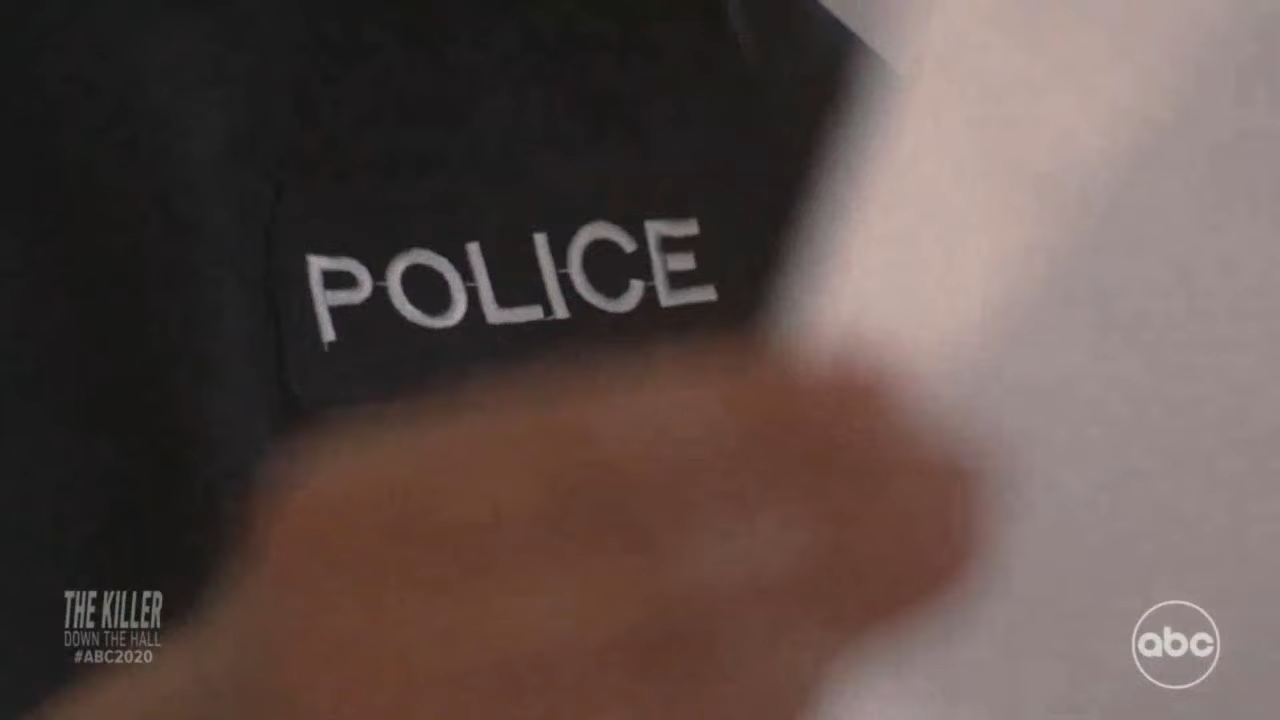 POLICE
THE KILLER
DOWN THE HALL
#ABC2020
abc